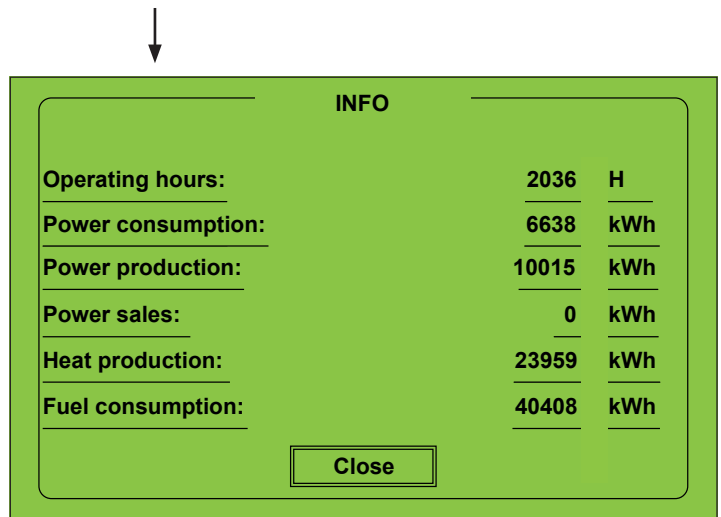 INFO
Operating hours: 2036 H
Power consumption: 6638 kWh
Power production: 10015 kWh
Power sales: 0 kWh
Heat production: 23959 kWh
Fuel consumption: 40408 kWh
Close